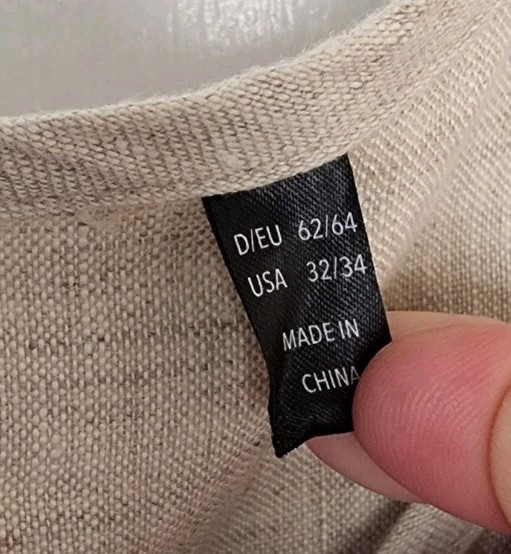 D/EU 62/64
USA 32/34
MADE IN
CHINA